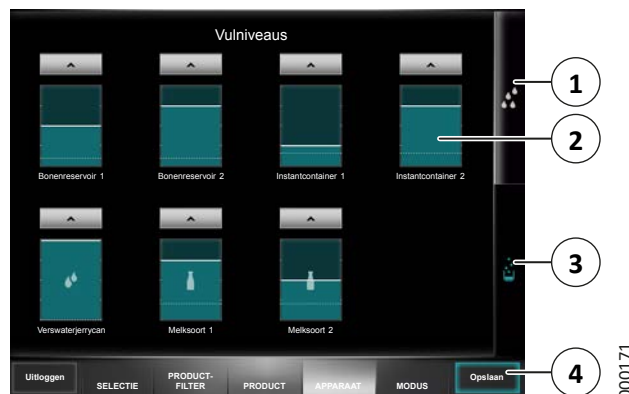 Vulniveaus
1
2
Bonenreservoir 1
Bonenreservoir 2
Instantcontainer 1
Instantcontainer 2
3
Verswaterjerrycan
Melksoort 1
Melksoort 2
Uitloggen
SELECTIE
PRODUCT-
FILTER
PRODUCT
APPARAAT
MODUS
Opslaan
4
000171